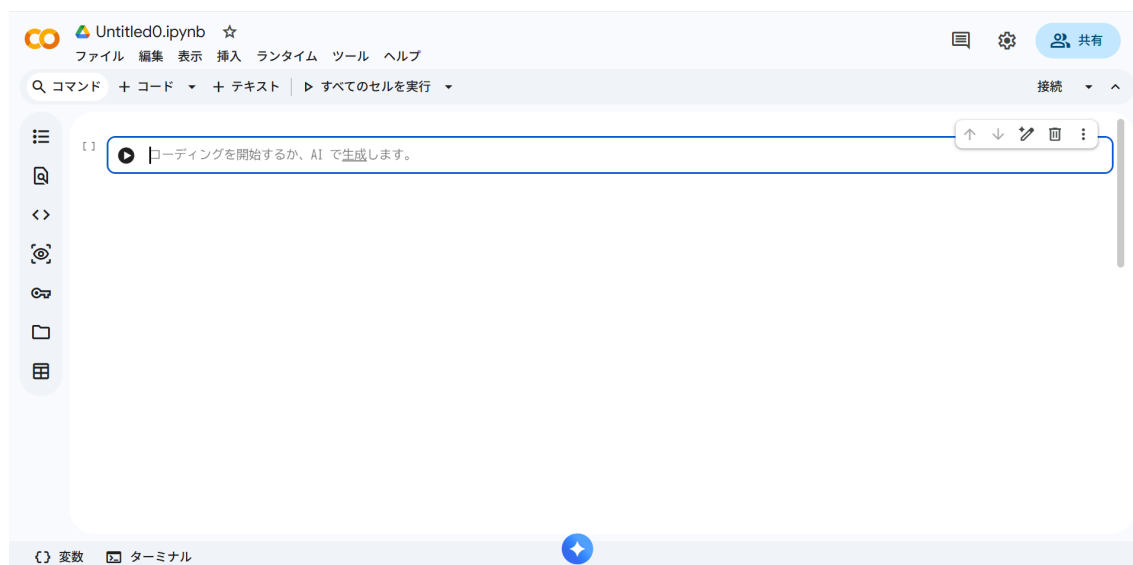 Untitled0.ipynb
ファイル 編集 表示 挿入 ランタイム ツール ヘルプ
共有
コマンド + コード + テキスト すべてのセルを実行
接続
[ ]
コーディングを開始するか、AI で生成します。
変数 ターミナル